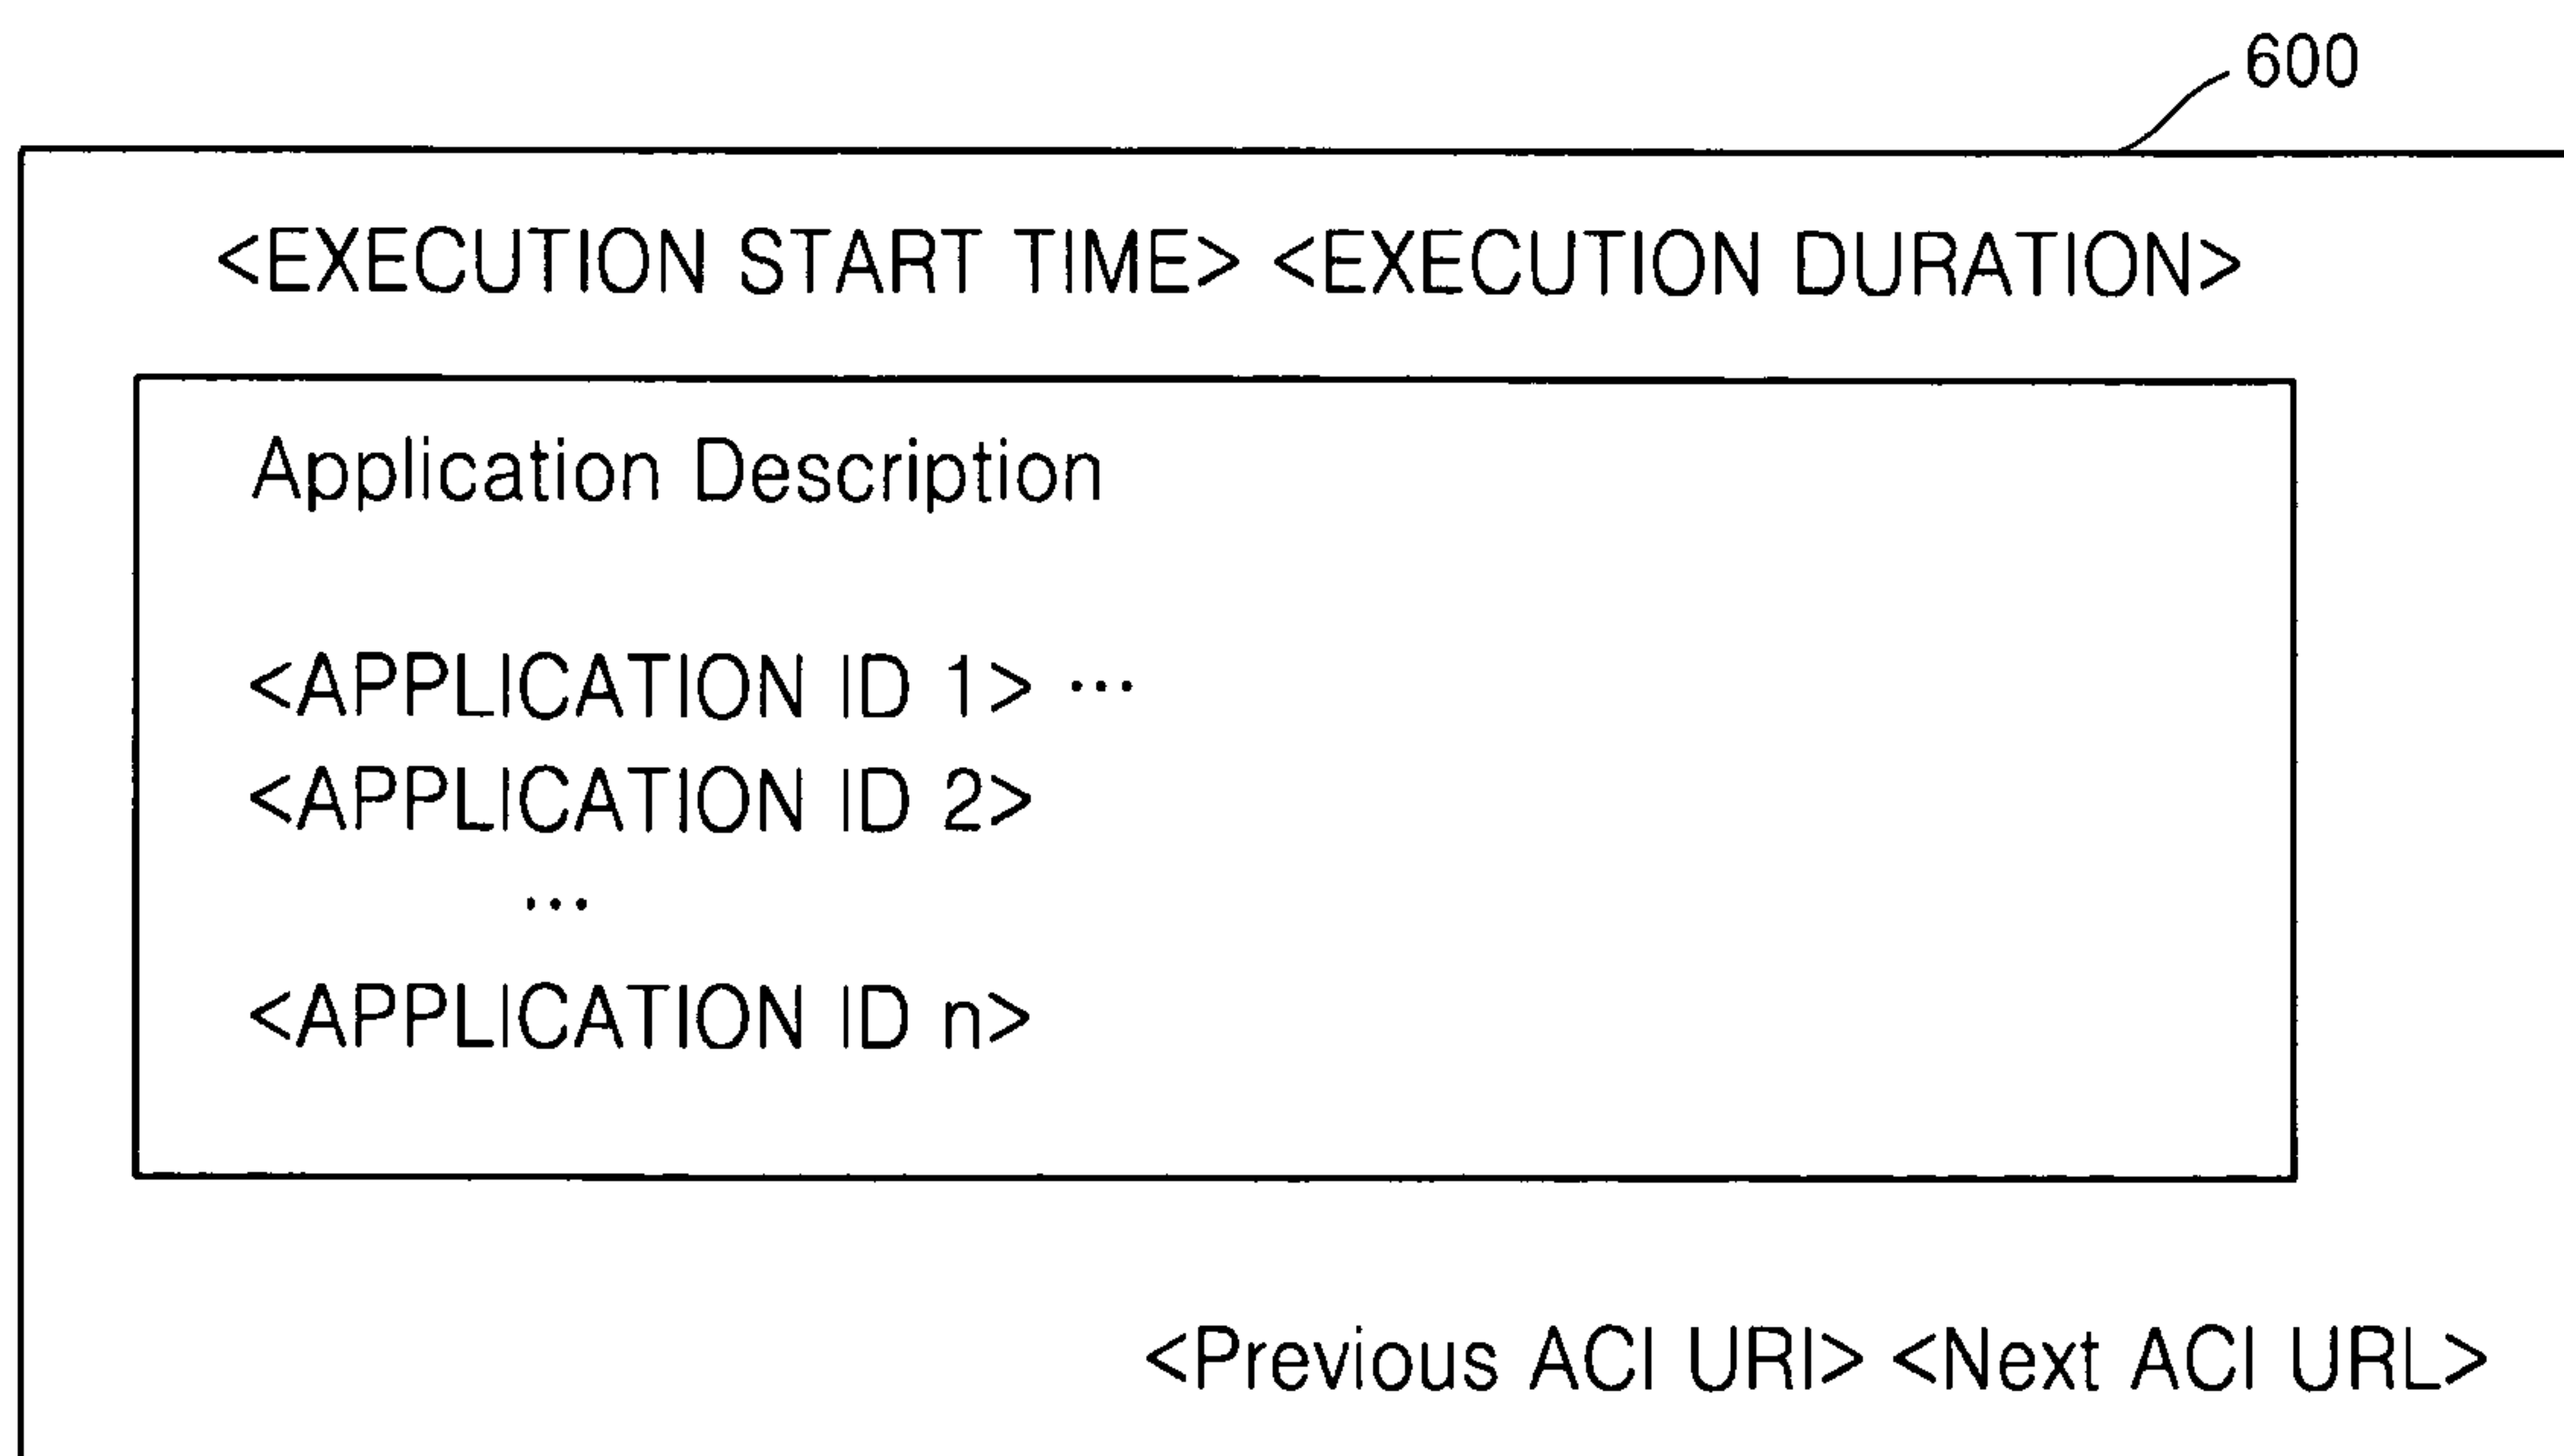 600
<EXECUTION START TIME> <EXECUTION DURATION>
Application Description
<APPLICATION ID 1> ···
<APPLICATION ID 2>
···
<APPLICATION ID n>
<Previous ACI URI> <Next ACI URL>